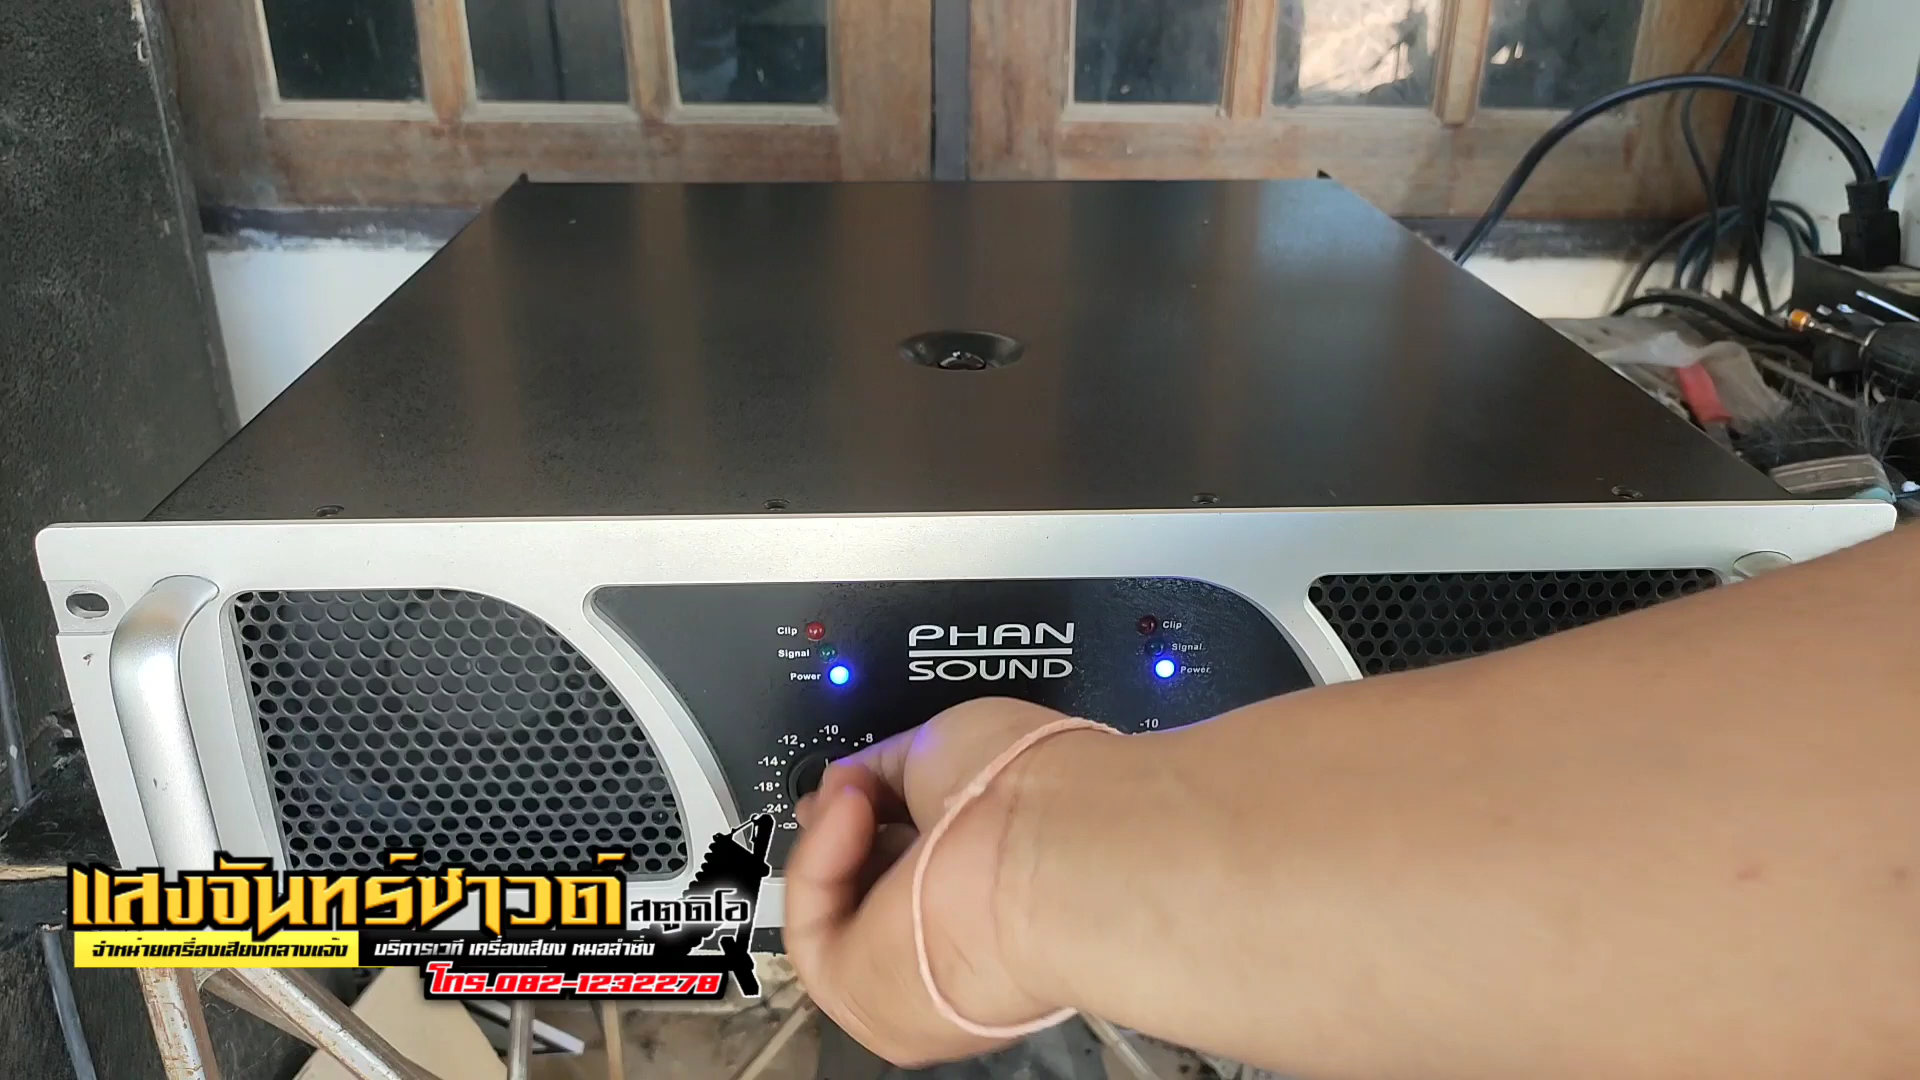 PHAN
SOUND
Clip
Signal
Power
Clip
Signal
Power
-10
-12
-8
-14
-18
-24
-∞
-10
แสงจันทร์ซาวด์ สตูดิโอ
จำหน่ายเครื่องเสียงกลางแจ้ง บริการเวที เครื่องเสียง หมอลำซิ่ง
โทร.082-1232278